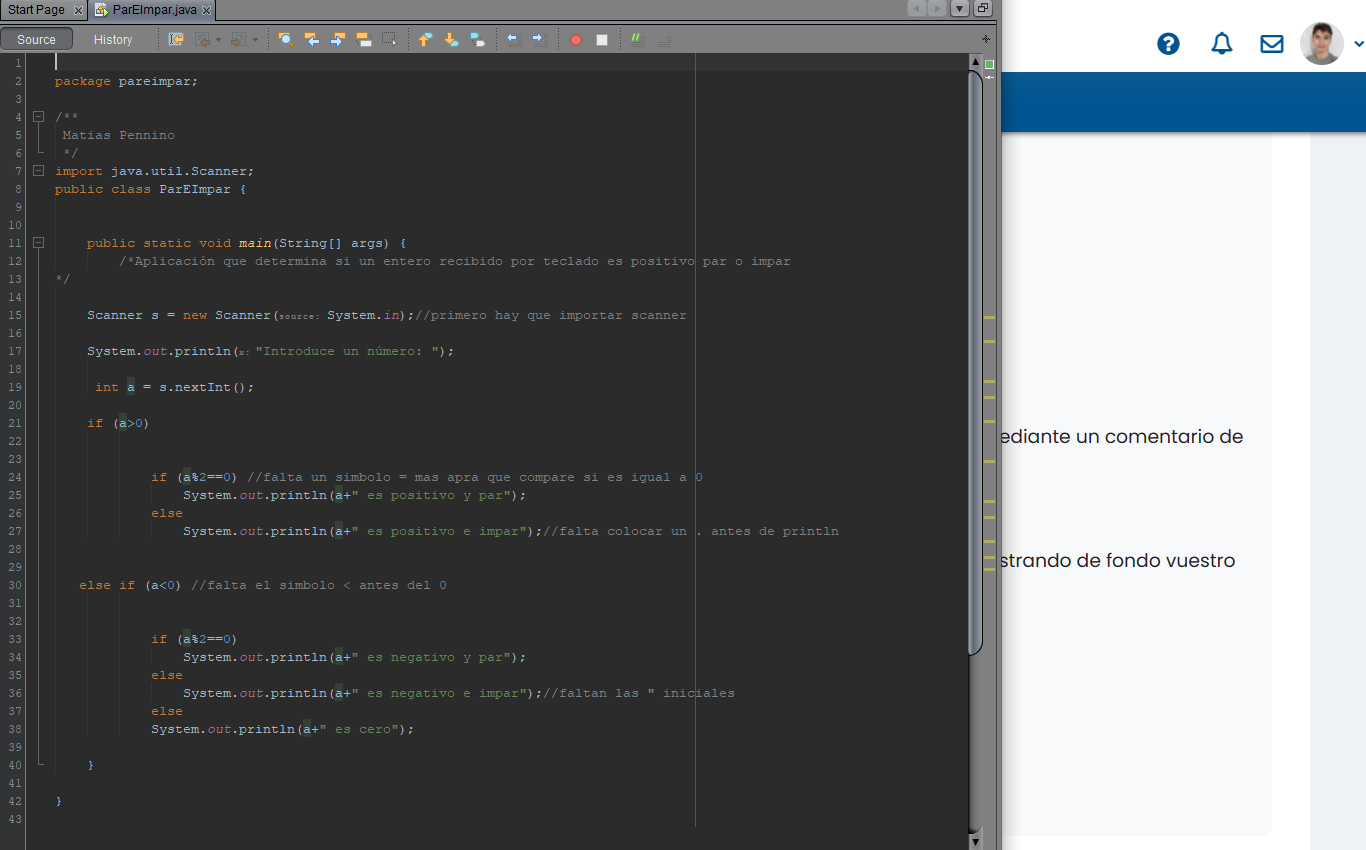 Start Page
ParEImpar.java
Source
History
1
2 package pareimpar;
3
4 /**
5 Matias Pennino
6 */
7 import java.util.Scanner;
8 public class ParEImpar {
9
10
11 public static void main(String[] args) {
12 /*Aplicación que determina si un entero recibido por teclado es positivo par o impar
13 */
14
15 Scanner s = new Scanner(source: System.in);//primero hay que importar scanner
16
17 System.out.println(x: "Introduce un número: ");
18
19 int a = s.nextInt();
20
21 if (a>0)
22
23
24 if (a%2==0) //falta un simbolo = mas apra que compare si es igual a 0
25 System.out.println(a+" es positivo y par");
26 else
27 System.out.println(a+" es positivo e impar");//falta colocar un . antes de println
28
29
30 else if (a<0) //falta el simbolo < antes del 0
31
32
33 if (a%2==0)
34 System.out.println(a+" es negativo y par");
35 else
36 System.out.println(a+" es negativo e impar");//faltan las " iniciales
37 else
38 System.out.println(a+" es cero");
39
40 }
41
42 }
43
ediante un comentario de
strando de fondo vuestro